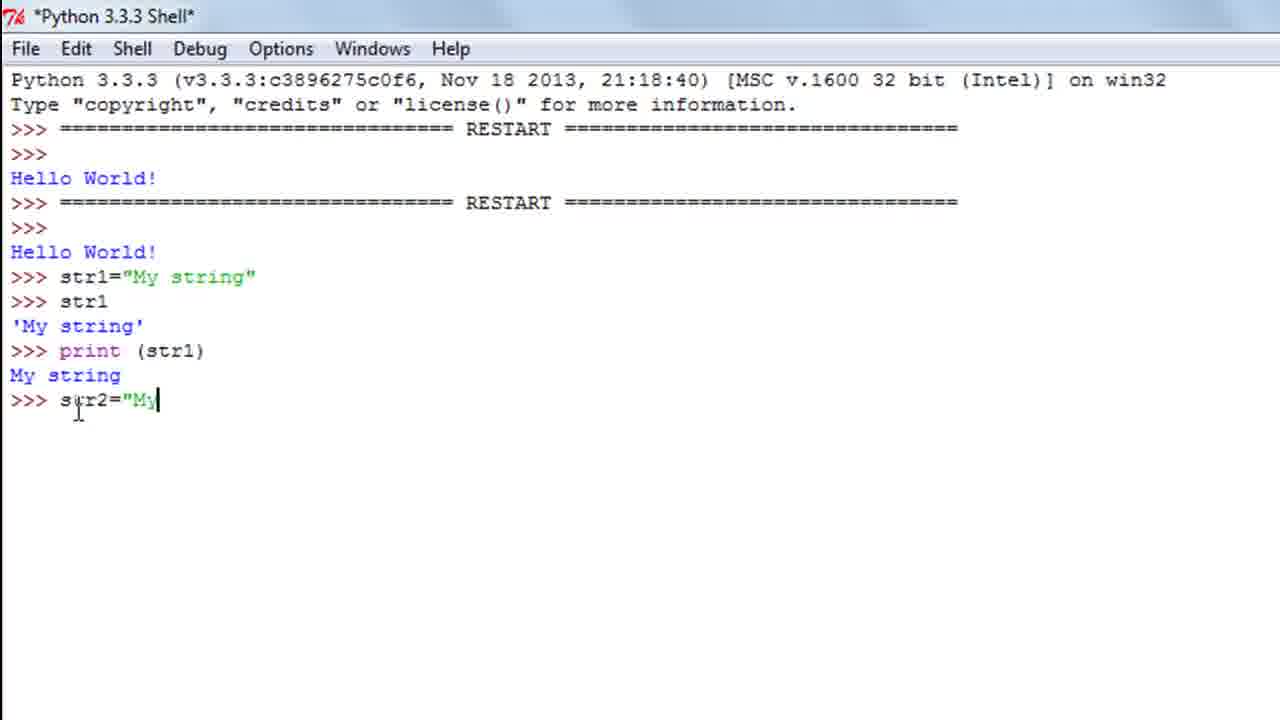 *Python 3.3.3 Shell*
File Edit Shell Debug Options Windows Help
Python 3.3.3 (v3.3.3:c3896275c0f6, Nov 18 2013, 21:18:40) [MSC v.1600 32 bit (Intel)] on win32
Type "copyright", "credits" or "license()" for more information.
>>> ================================ RESTART ================================
>>>
Hello World!
>>> ================================ RESTART ================================
>>>
Hello World!
>>> str1="My string"
>>> str1
'My string'
>>> print (str1)
My string
>>> str2="My